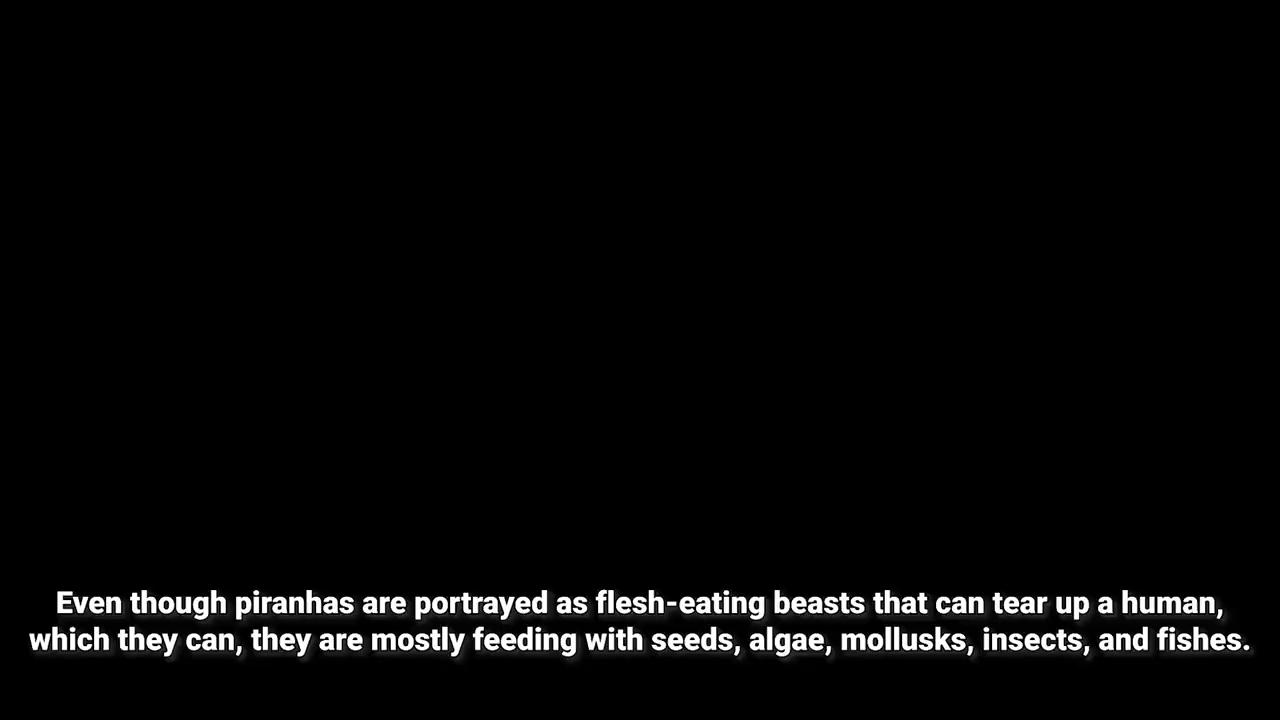 Even though piranhas are portrayed as flesh-eating beasts that can tear up a human,
which they can, they are mostly feeding with seeds, algae, mollusks, insects, and fishes.